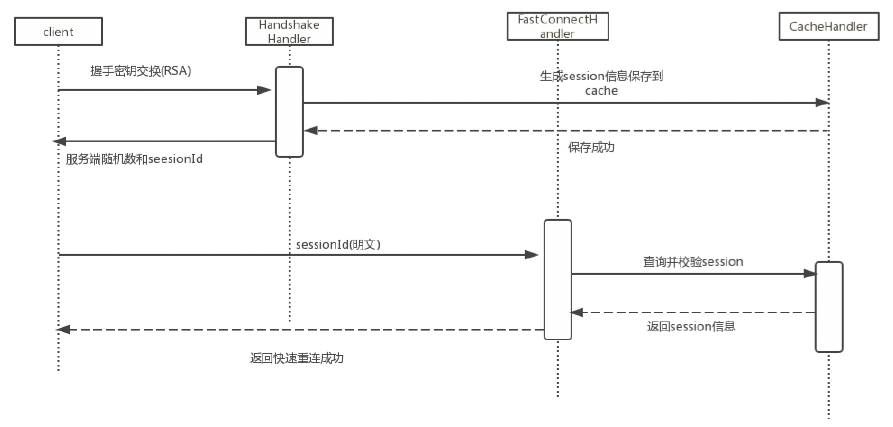 client
Handshake
Handler
FastConnectH
andler
CacheHandler
握手密钥交换(RSA)
生成session信息保存到
cache
保存成功
服务端随机数和seesionId
sessionId(明文)
查询并校验session
返回session信息
返回快速重连成功